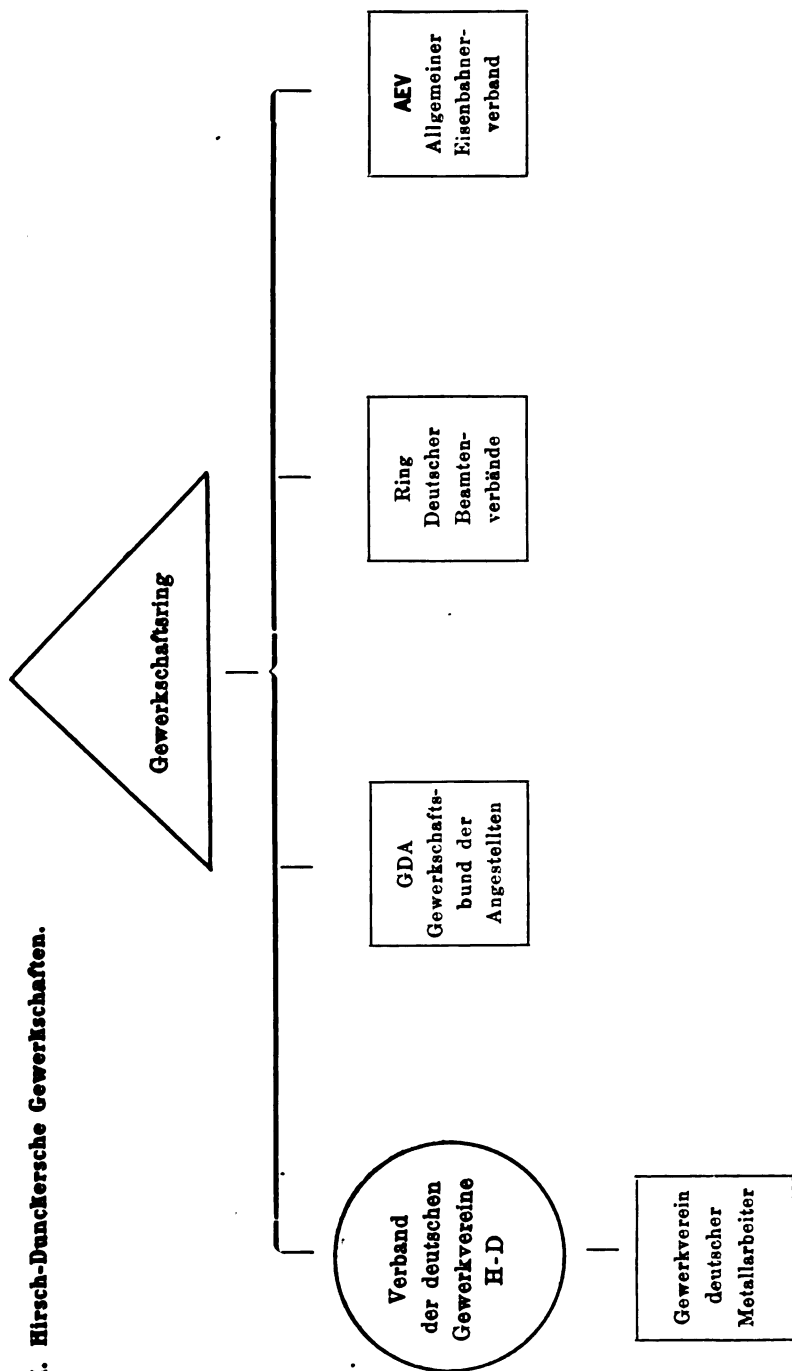 . Hirsch-Dunckersche Gewerkschaften.
Gewerkschaftsring
Verband
der deutschen
Gewerkvereine
H-D
GDA
Gewerkschafts-
bund der
Angestellten
Ring
Deutscher
Beamten-
verbände
AEV
Allgemeiner
Eisenbahner-
verband
Gewerkverein
deutscher
Metallarbeiter